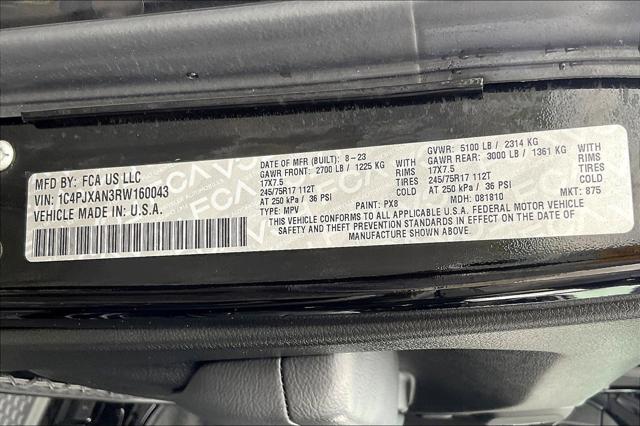 MFD BY: FCA US LLC
VIN: 1C4PJXAN3RW160043
VEHICLE MADE IN: U.S.A.
DATE OF MFR (BUILT): 8-23 GVWR: 5100 LB / 2314 KG
GAWR FRONT: 2700 LB / 1225 KG GAWR REAR: 3000 LB / 1361 KG
17X7.5 RIMS 17X7.5 RIMS
245/75R17 112T TIRES 245/75R17 112T TIRES
AT 250 kPa / 36 PSI COLD AT 250 kPa / 36 PSI COLD
TYPE: MPV PAINT: PX8 MDH: 081810 MKT: 875
THIS VEHICLE CONFORMS TO ALL APPLICABLE U.S.A. FEDERAL MOTOR VEHICLE
SAFETY AND THEFT PREVENTION STANDARDS IN EFFECT ON THE DATE OF
MANUFACTURE SHOWN ABOVE.